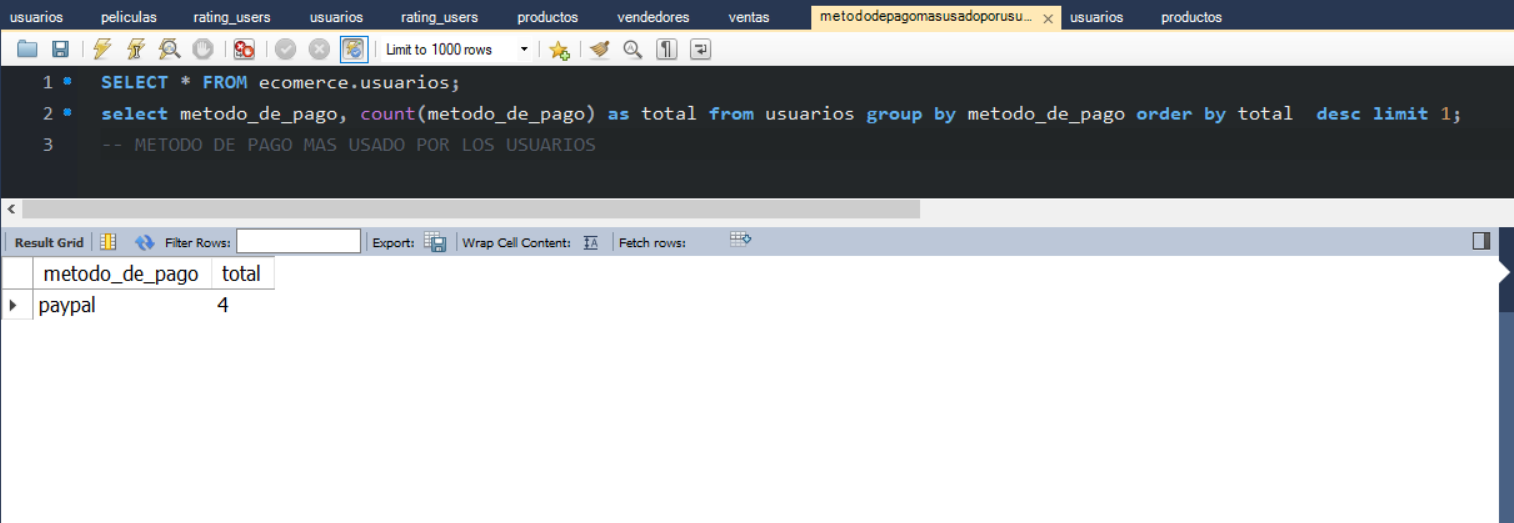 usuarios peliculas rating_users usuarios rating_users productos vendedores ventas metododepagomasusadoporusu... usuarios productos
Limit to 1000 rows
1 SELECT * FROM ecomerce.usuarios;
2 select metodo_de_pago, count(metodo_de_pago) as total from usuarios group by metodo_de_pago order by total  desc limit 1;
3 -- METODO DE PAGO MAS USADO POR LOS USUARIOS
Result Grid Filter Rows: Export: Wrap Cell Content: IA Fetch rows:
metodo_de_pago total
paypal 4